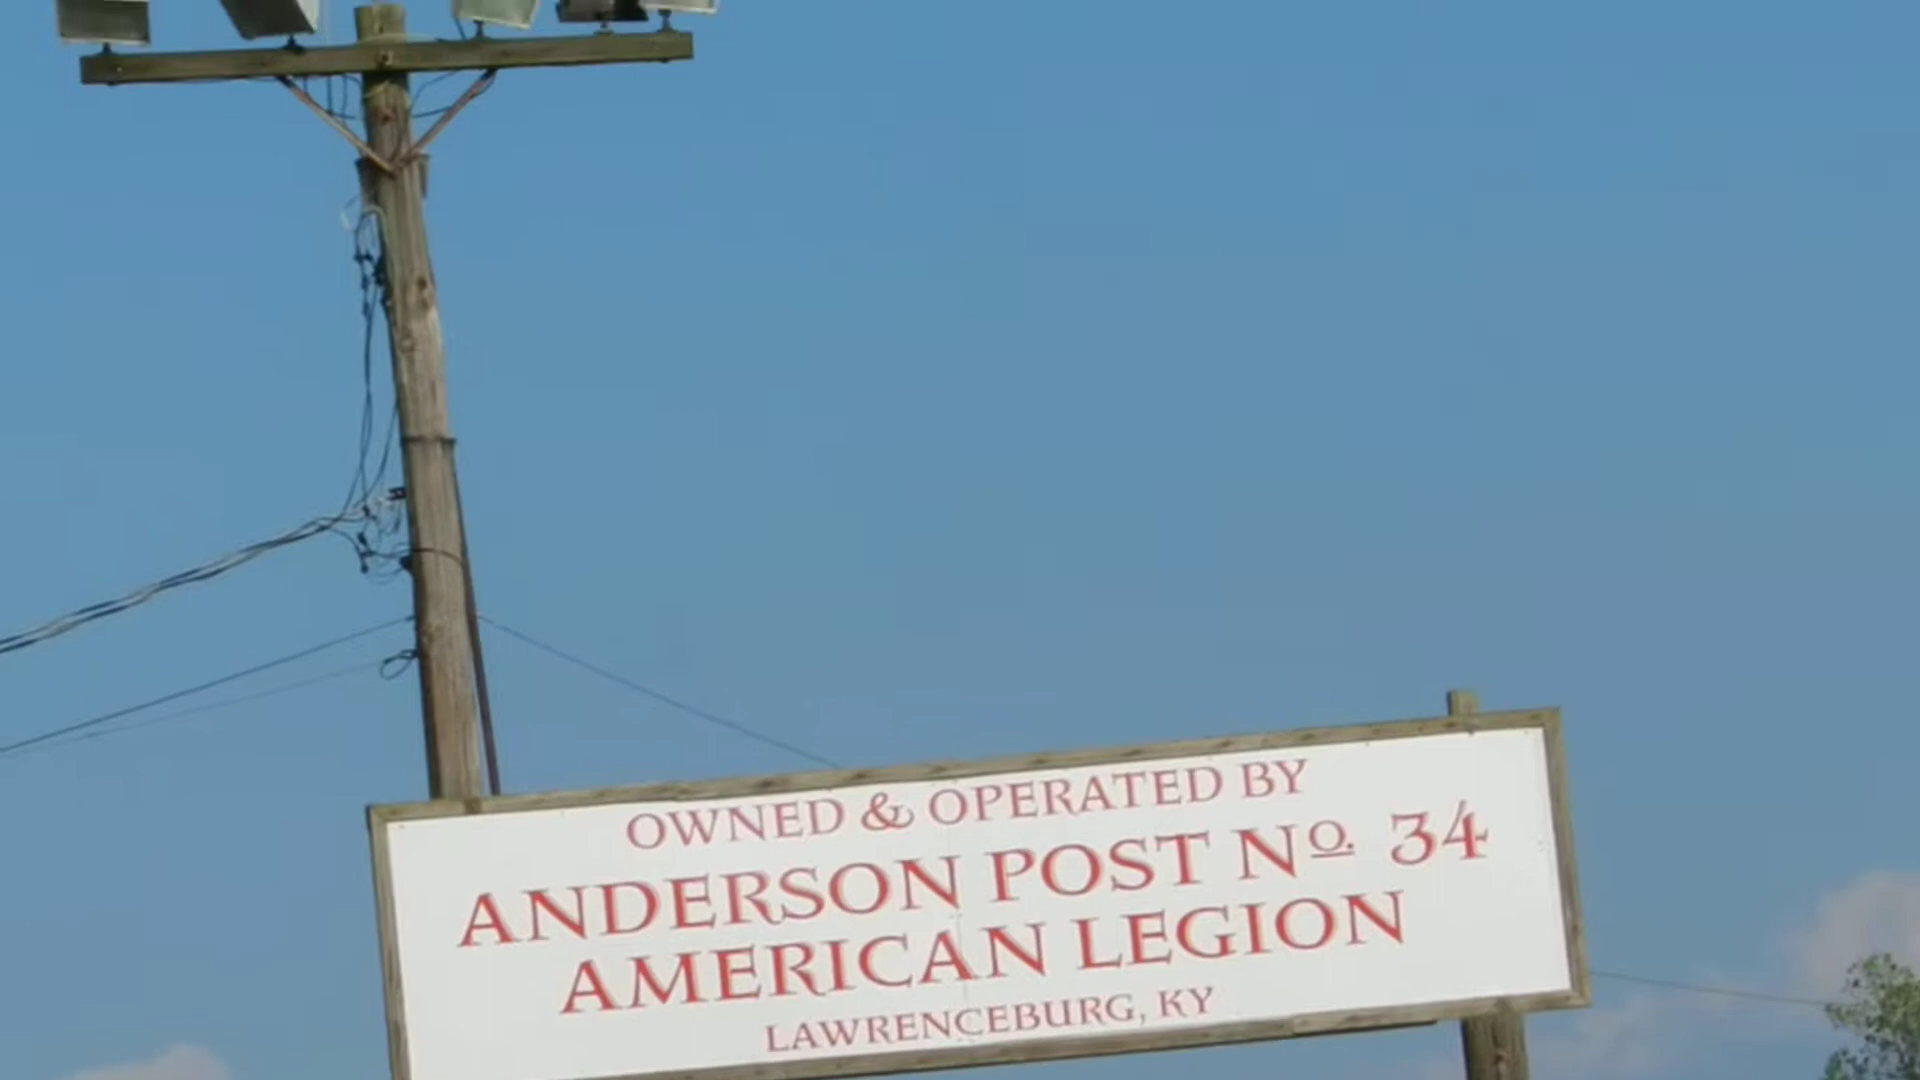 OWNED & OPERATED BY
ANDERSON POST Nº. 34
AMERICAN LEGION
LAWRENCEBURG, KY